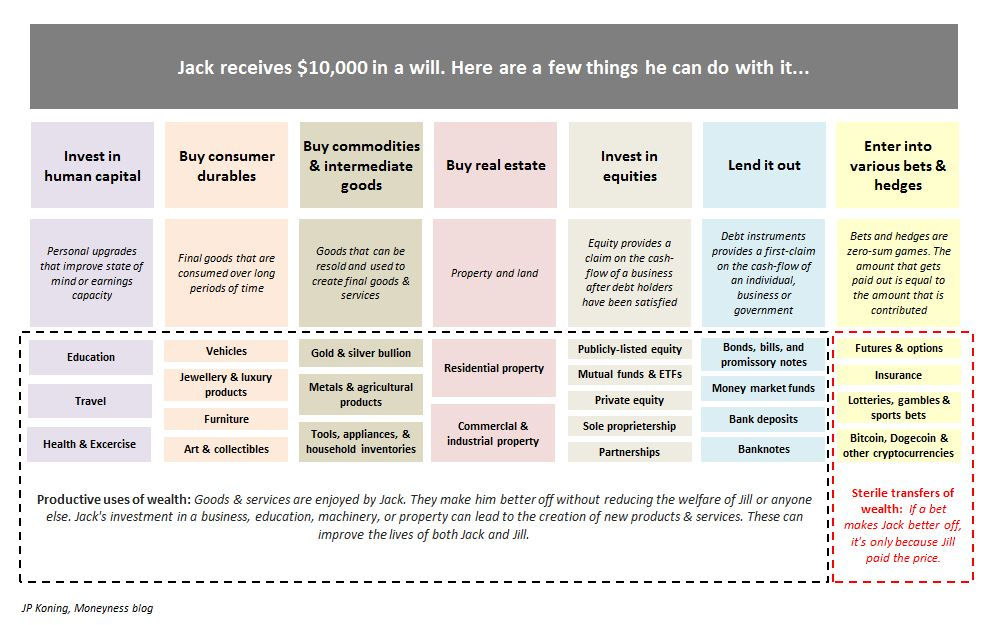 Jack receives $10,000 in a will. Here are a few things he can do with it...
Invest in
human capital
Buy consumer
durables
Buy commodities
& intermediate
goods
Buy real estate
Invest in
equities
Lend it out
Enter into
various bets &
hedges
Personal upgrades
that improve state of
mind or earnings
capacity
Final goods that are
consumed over long
periods of time
Goods that can be
resold and used to
create final goods &
services
Property and land
Equity provides a
claim on the cash-
flow of a business
after debt holders
have been satisfied
Debt instruments
provides a first-claim
on the cash-flow of
an individual,
business or
government
Bets and hedges are
zero-sum games. The
amount that gets
paid out is equal to
the amount that is
contributed
Education
Travel
Health & Excercise
Vehicles
Jewellery & luxury
products
Furniture
Art & collectibles
Gold & silver bullion
Metals & agricultural
products
Tools, appliances, &
household inventories
Residential property
Commercial &
industrial property
Publicly-listed equity
Mutual funds & ETFs
Private equity
Sole proprietership
Partnerships
Bonds, bills, and
promissory notes
Money market funds
Bank deposits
Banknotes
Futures & options
Insurance
Lotteries, gambles &
sports bets
Bitcoin, Dogecoin &
other cryptocurrencies
Productive uses of wealth: Goods & services are enjoyed by Jack. They make him better off without reducing the welfare of Jill or anyone
else. Jack's investment in a business, education, machinery, or property can lead to the creation of new products & services. These can
improve the lives of both Jack and Jill.
Sterile transfers of
wealth: If a bet
makes Jack better off,
it's only because Jill
paid the price.
JP Koning, Moneyness blog